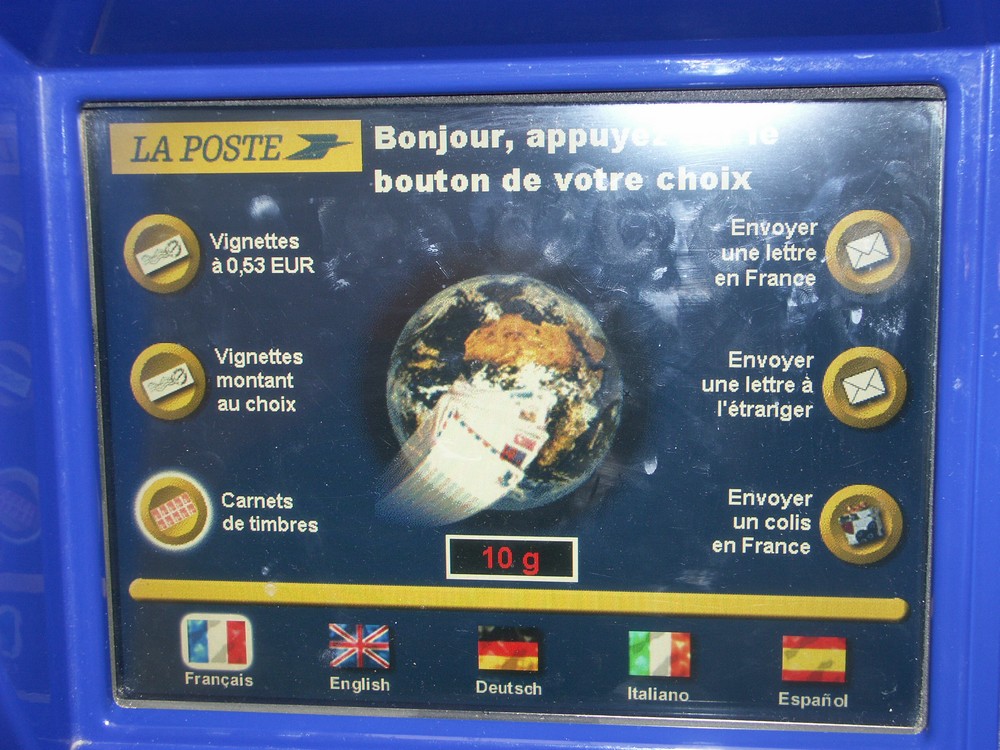 LA POSTE
Bonjour, appuyez le
bouton de votre choix
Vignettes
à 0,53 EUR
Envoyer
une lettre
en France
Vignettes
montant
au choix
Envoyer
une lettre à
l'étranger
Carnets
de timbres
Envoyer
un colis
en France
10 g
Français
English
Deutsch
Italiano
Español